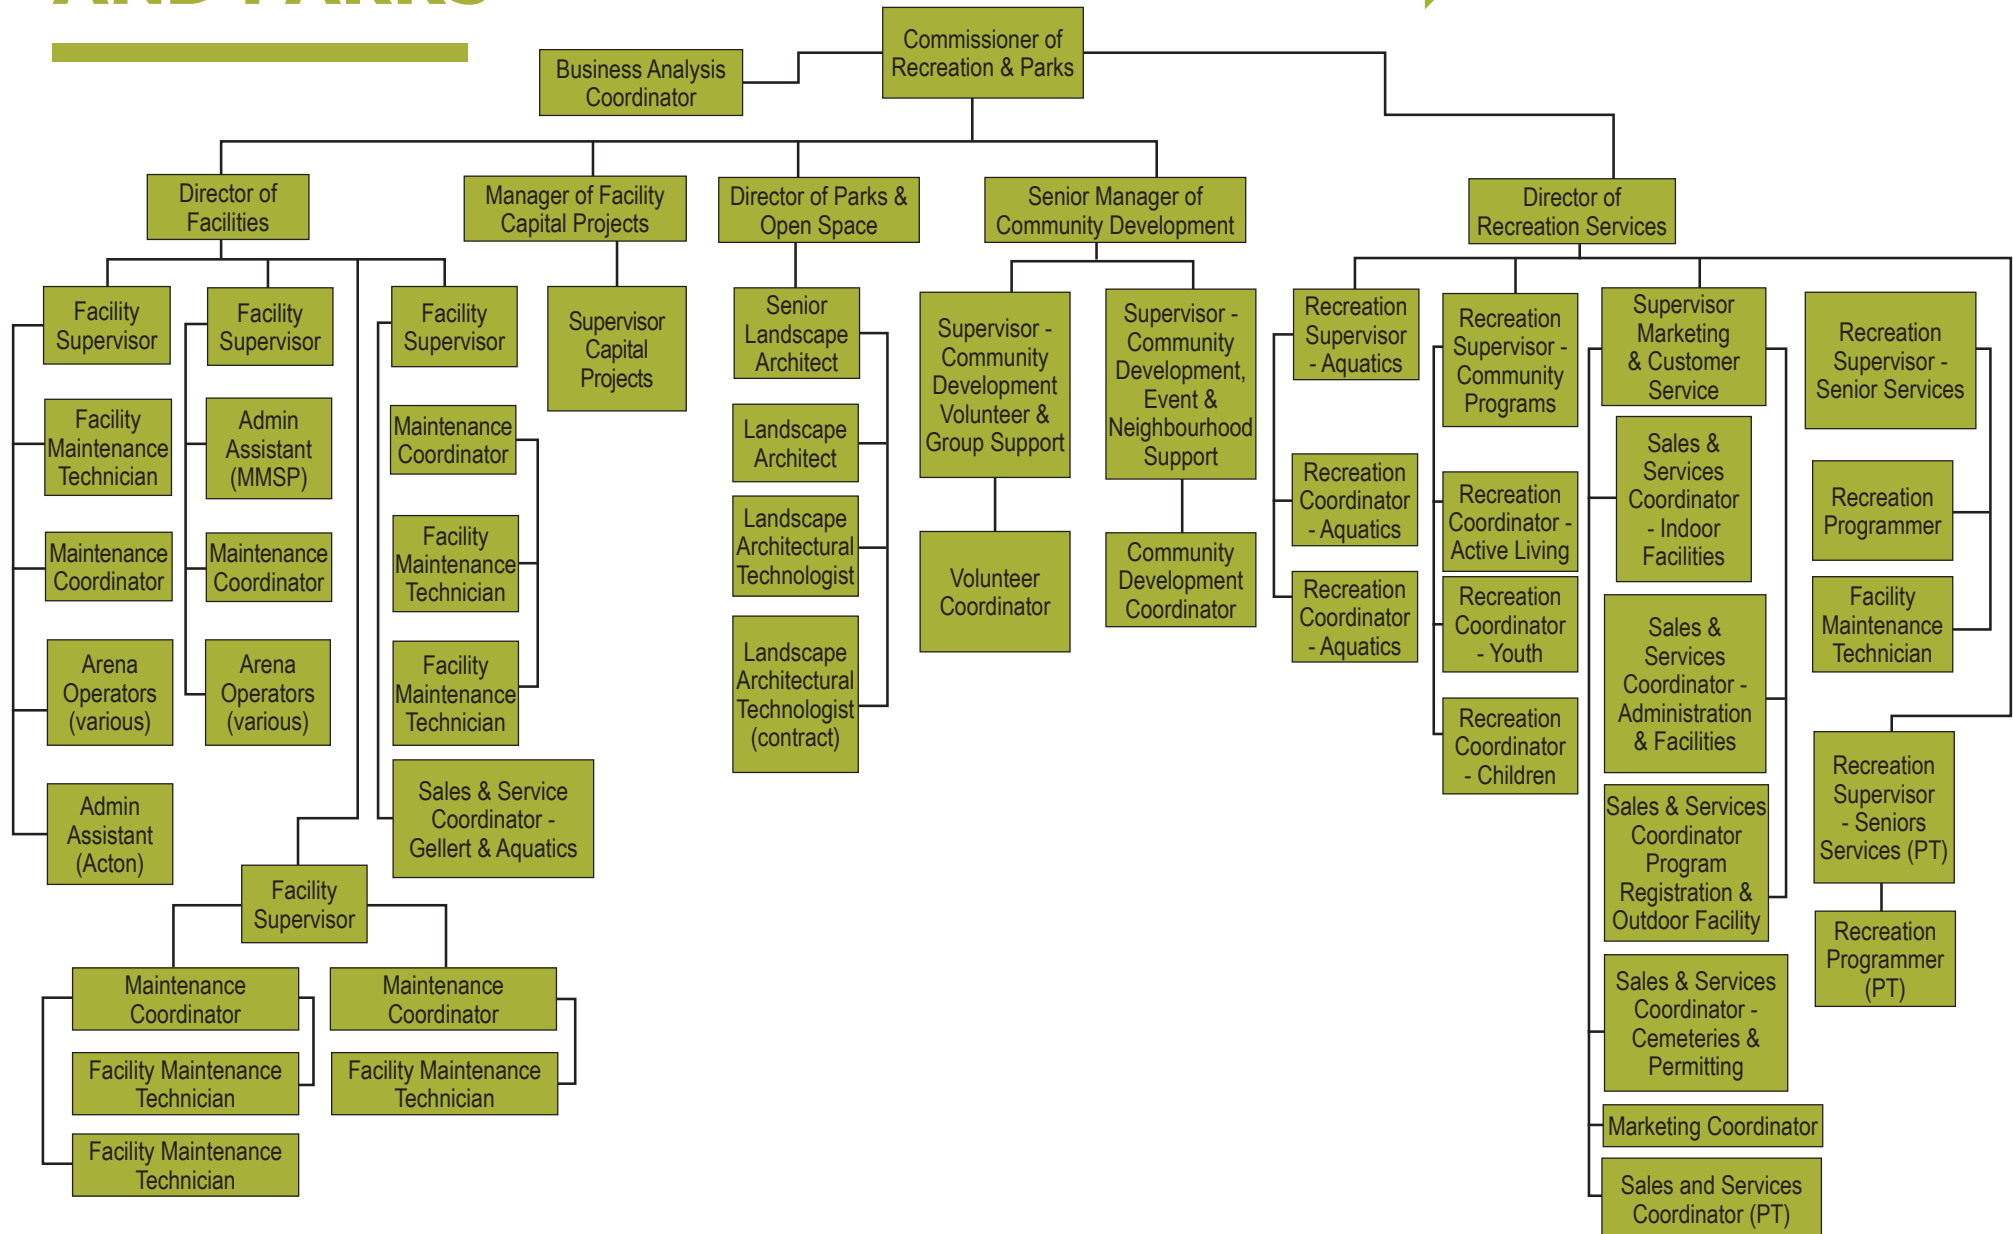 AND PARKS
Commissioner of
Recreation & Parks
Business Analysis
Coordinator
Director of
Facilities
Manager of Facility
Capital Projects
Director of Parks &
Open Space
Senior Manager of
Community Development
Director of
Recreation Services
Facility
Supervisor
Facility
Maintenance
Technician
Maintenance
Coordinator
Arena
Operators
(various)
Admin
Assistant
(Acton)
Facility
Supervisor
Admin
Assistant
(MMSP)
Maintenance
Coordinator
Arena
Operators
(various)
Facility
Supervisor
Maintenance
Coordinator
Facility
Maintenance
Technician
Facility
Maintenance
Technician
Sales & Service
Coordinator -
Gellert & Aquatics
Facility
Supervisor
Maintenance
Coordinator
Facility Maintenance
Technician
Facility Maintenance
Technician
Maintenance
Coordinator
Facility Maintenance
Technician
Supervisor
Capital
Projects
Senior
Landscape
Architect
Landscape
Architect
Landscape
Architectural
Technologist
Landscape
Architectural
Technologist
(contract)
Supervisor -
Community
Development
Volunteer &
Group Support
Volunteer
Coordinator
Supervisor -
Community
Development,
Event &
Neighbourhood
Support
Community
Development
Coordinator
Recreation
Supervisor
- Aquatics
Recreation
Coordinator
- Aquatics
Recreation
Coordinator
- Aquatics
Recreation
Supervisor -
Community
Programs
Recreation
Coordinator -
Active Living
Recreation
Coordinator
- Youth
Recreation
Coordinator
- Children
Supervisor
Marketing
& Customer
Service
Sales &
Services
Coordinator
- Indoor
Facilities
Sales &
Services
Coordinator -
Administration
& Facilities
Sales & Services
Coordinator
Program
Registration &
Outdoor Facility
Sales & Services
Coordinator -
Cemeteries &
Permitting
Marketing Coordinator
Sales and Services
Coordinator (PT)
Recreation
Supervisor -
Senior Services
Recreation
Programmer
Facility
Maintenance
Technician
Recreation
Supervisor
- Seniors
Services (PT)
Recreation
Programmer
(PT)